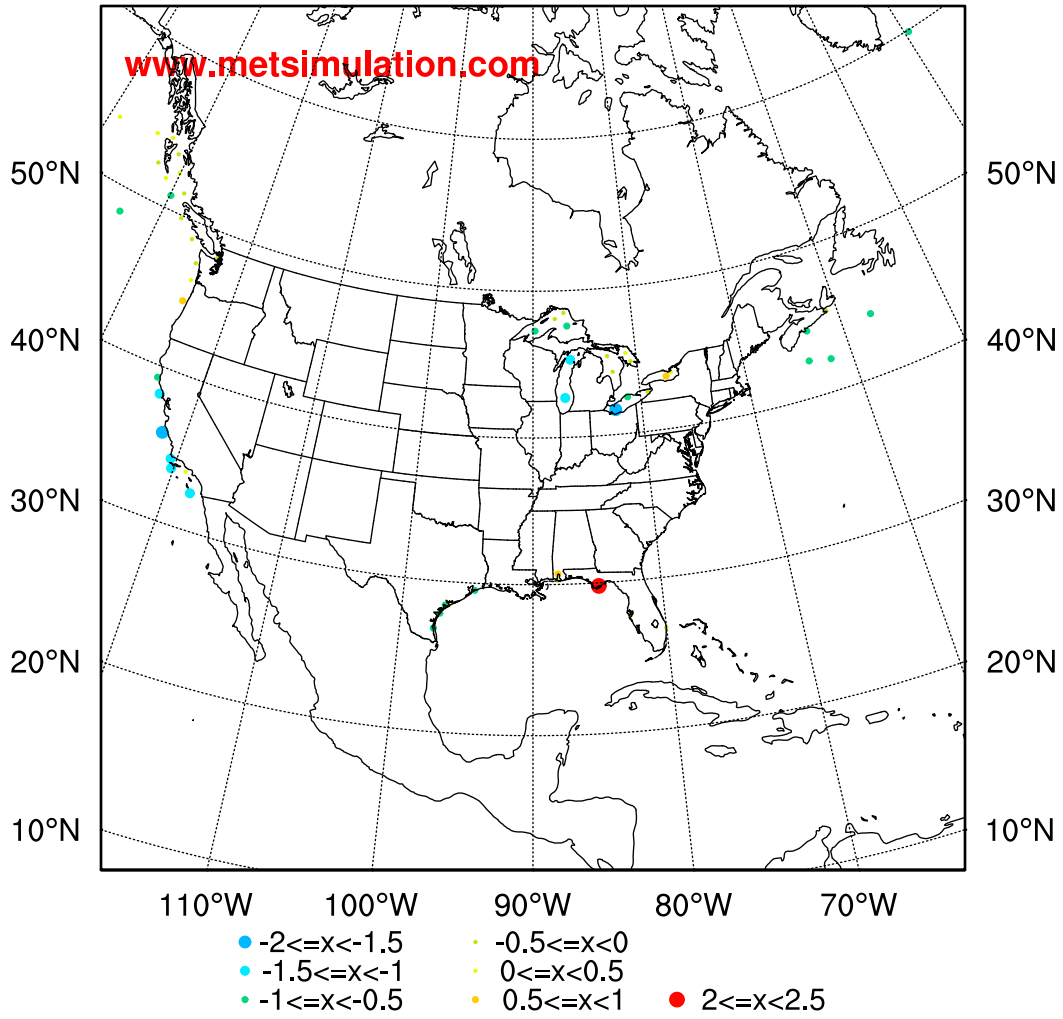 www.metsimulation.com
50°N 50°N
40°N 40°N
30°N 30°N
20°N 20°N
10°N 10°N
110°W 100°W 90°W 80°W 70°W
-2<=x<-1.5 -0.5<=x<0
-1.5<=x<-1 0<=x<0.5
-1<=x<-0.5 0.5<=x<1 2<=x<2.5